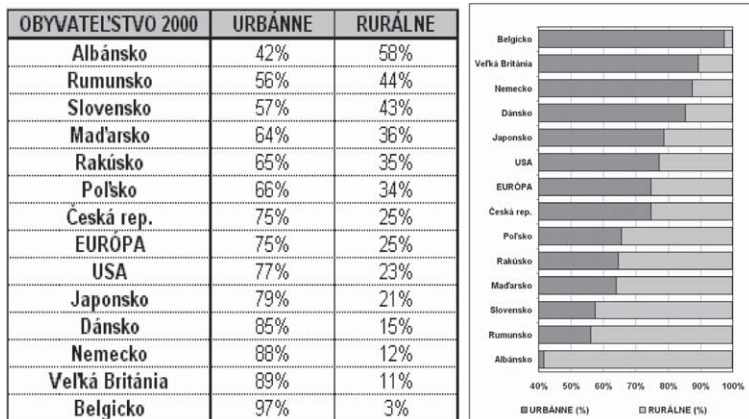 OBYVATEĽSTVO 2000 URBÁNNE RURÁLNE
Albánsko 42% 58%
Rumunsko 56% 44%
Slovensko 57% 43%
Maďarsko 64% 36%
Rakúsko 65% 35%
Poľsko 66% 34%
Česká rep. 75% 25%
EURÓPA 75% 25%
USA 77% 23%
Japonsko 79% 21%
Dánsko 85% 15%
Nemecko 88% 12%
Veľká Británia 89% 11%
Belgicko 97% 3%
Belgicko
Veľká Británia
Nemecko
Dánsko
Japonsko
USA
EURÓPA
Česká rep.
Poľsko
Rakúsko
Maďarsko
Slovensko
Rumunsko
Albánsko
40% 50% 60% 70% 80% 90% 100%
URBÁNNE (%) RURÁLNE (%)